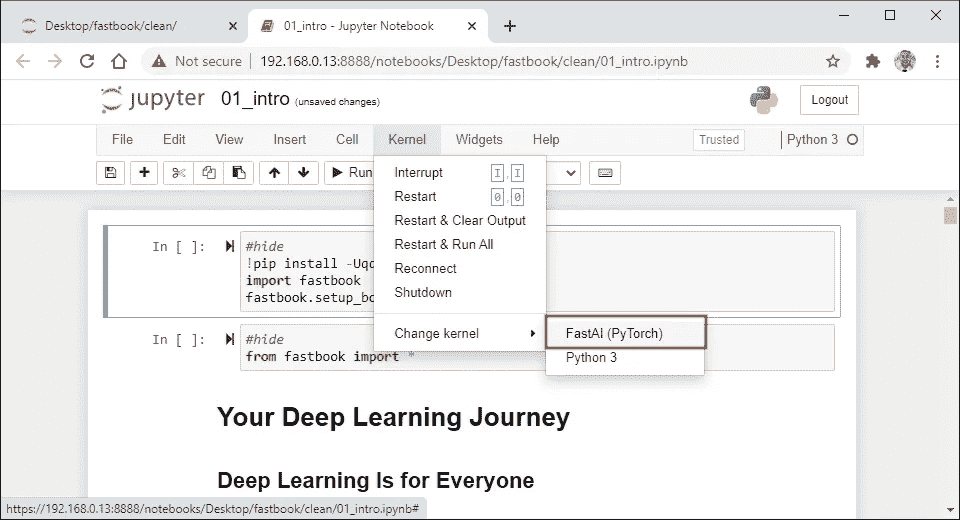 Desktop/fastbook/clean/
01_intro - Jupyter Notebook
Not secure 192.168.0.13:8888/notebooks/Desktop/fastbook/clean/01_intro.ipynb
jupyter 01_intro (unsaved changes) Logout
File Edit View Insert Cell Kernel Widgets Help Trusted Python 3
Run
Interrupt I,I
Restart 0,0
Restart & Clear Output
Restart & Run All
Reconnect
Shutdown
Change kernel
FastAI (PyTorch)
Python 3
In [ ]: #hide
!pip install -Uqq
import fastbook
fastbook.setup_bo
In [ ]: #hide
from fastbook import *
Your Deep Learning Journey
Deep Learning Is for Everyone
https://192.168.0.13:8888/notebooks/Desktop/fastbook/clean/01_intro.ipynb#